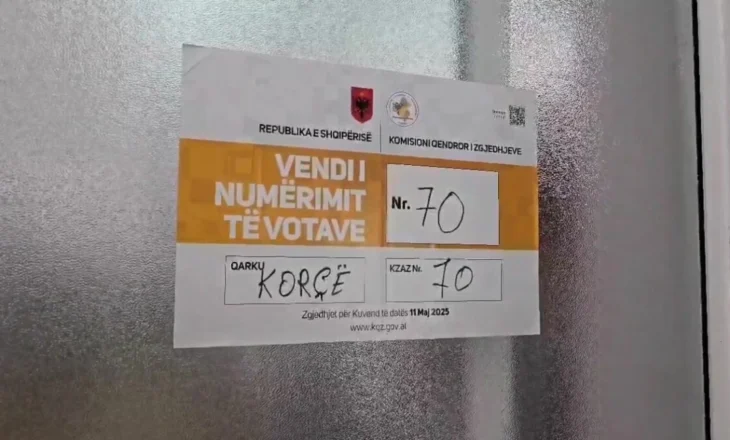 REPUBLIKA E SHQIPËRISË
KOMISIONI QENDROR I ZGJEDHJEVE
VENDI I
NUMËRIMIT
TË VOTAVE
Nr. 70
QARKU KORÇË
KZAZ Nr. 70
Zgjedhjet për Kuvend të datës 11 Maj 2025
www.kqz.gov.al